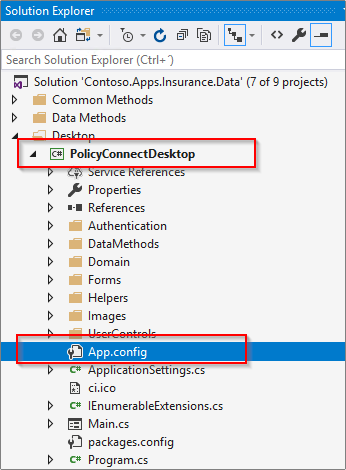 Solution Explorer
Search Solution Explorer (Ctrl+´)
Solution 'Contoso.Apps.Insurance.Data' (7 of 9 projects)
Common Methods
Data Methods
Desktop
C# PolicyConnectDesktop
Service References
Properties
References
Authentication
DataMethods
Domain
Forms
Helpers
Images
UserControls
App.config
C# ApplicationSettings.cs
ci.ico
C# IEnumerableExtensions.cs
Main.cs
packages.config
C# Program.cs